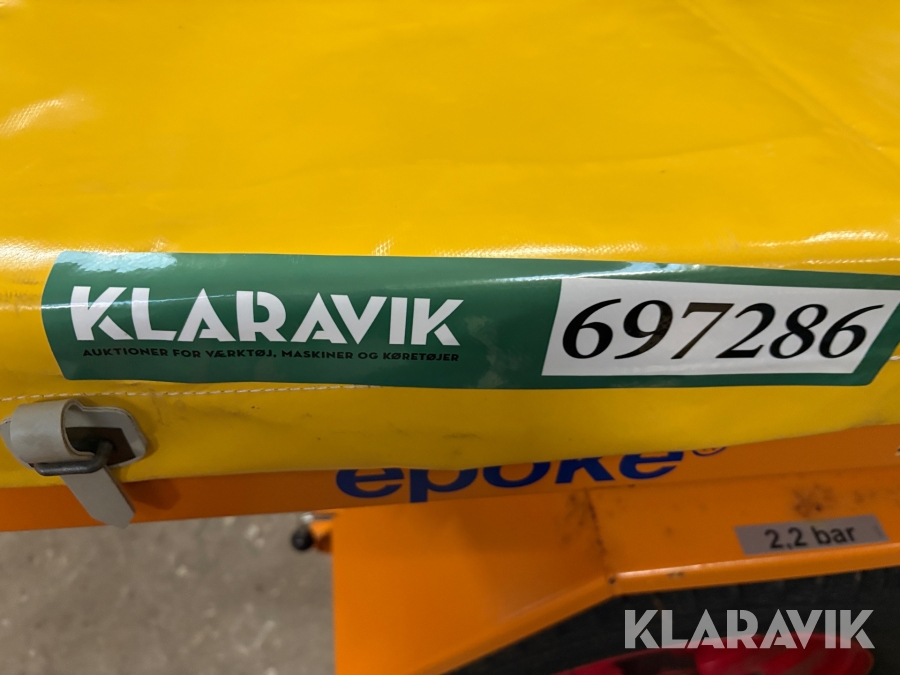 KLARAVIK
AUKTIONER FOR VÆRKTØJ, MASKINER OG KØRETØJER
697286
epoke®
2,2 bar
KLARAVIK